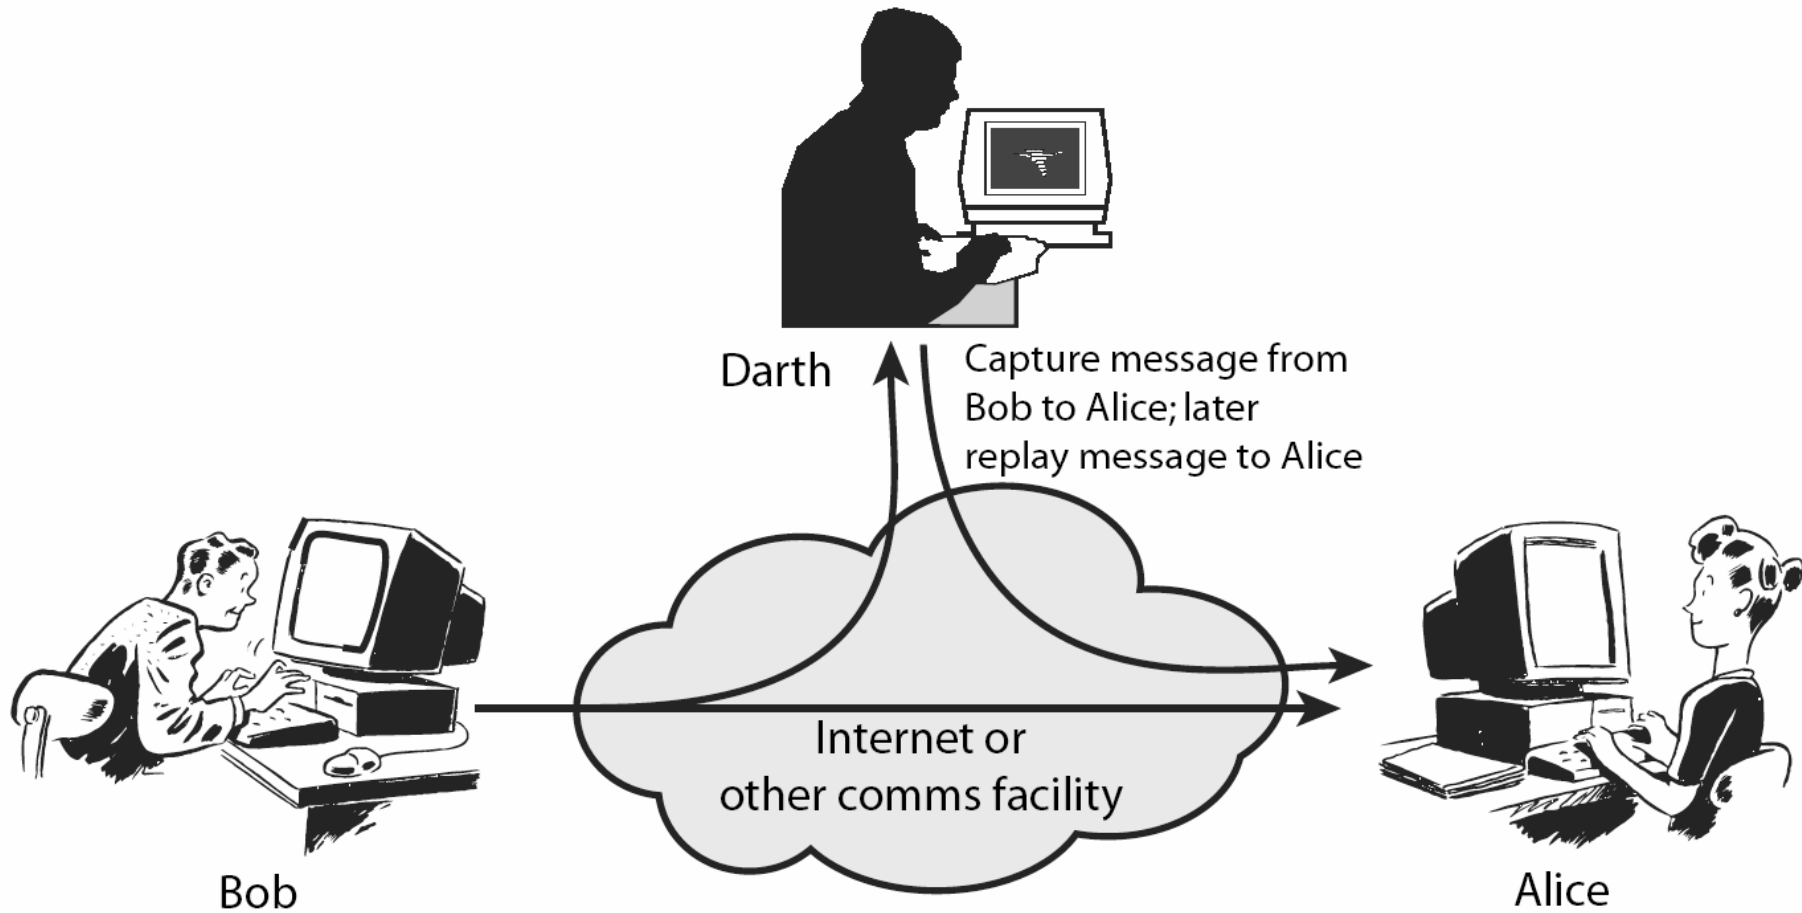 Darth
Capture message from
Bob to Alice; later
replay message to Alice
Internet or
other comms facility
Bob
Alice